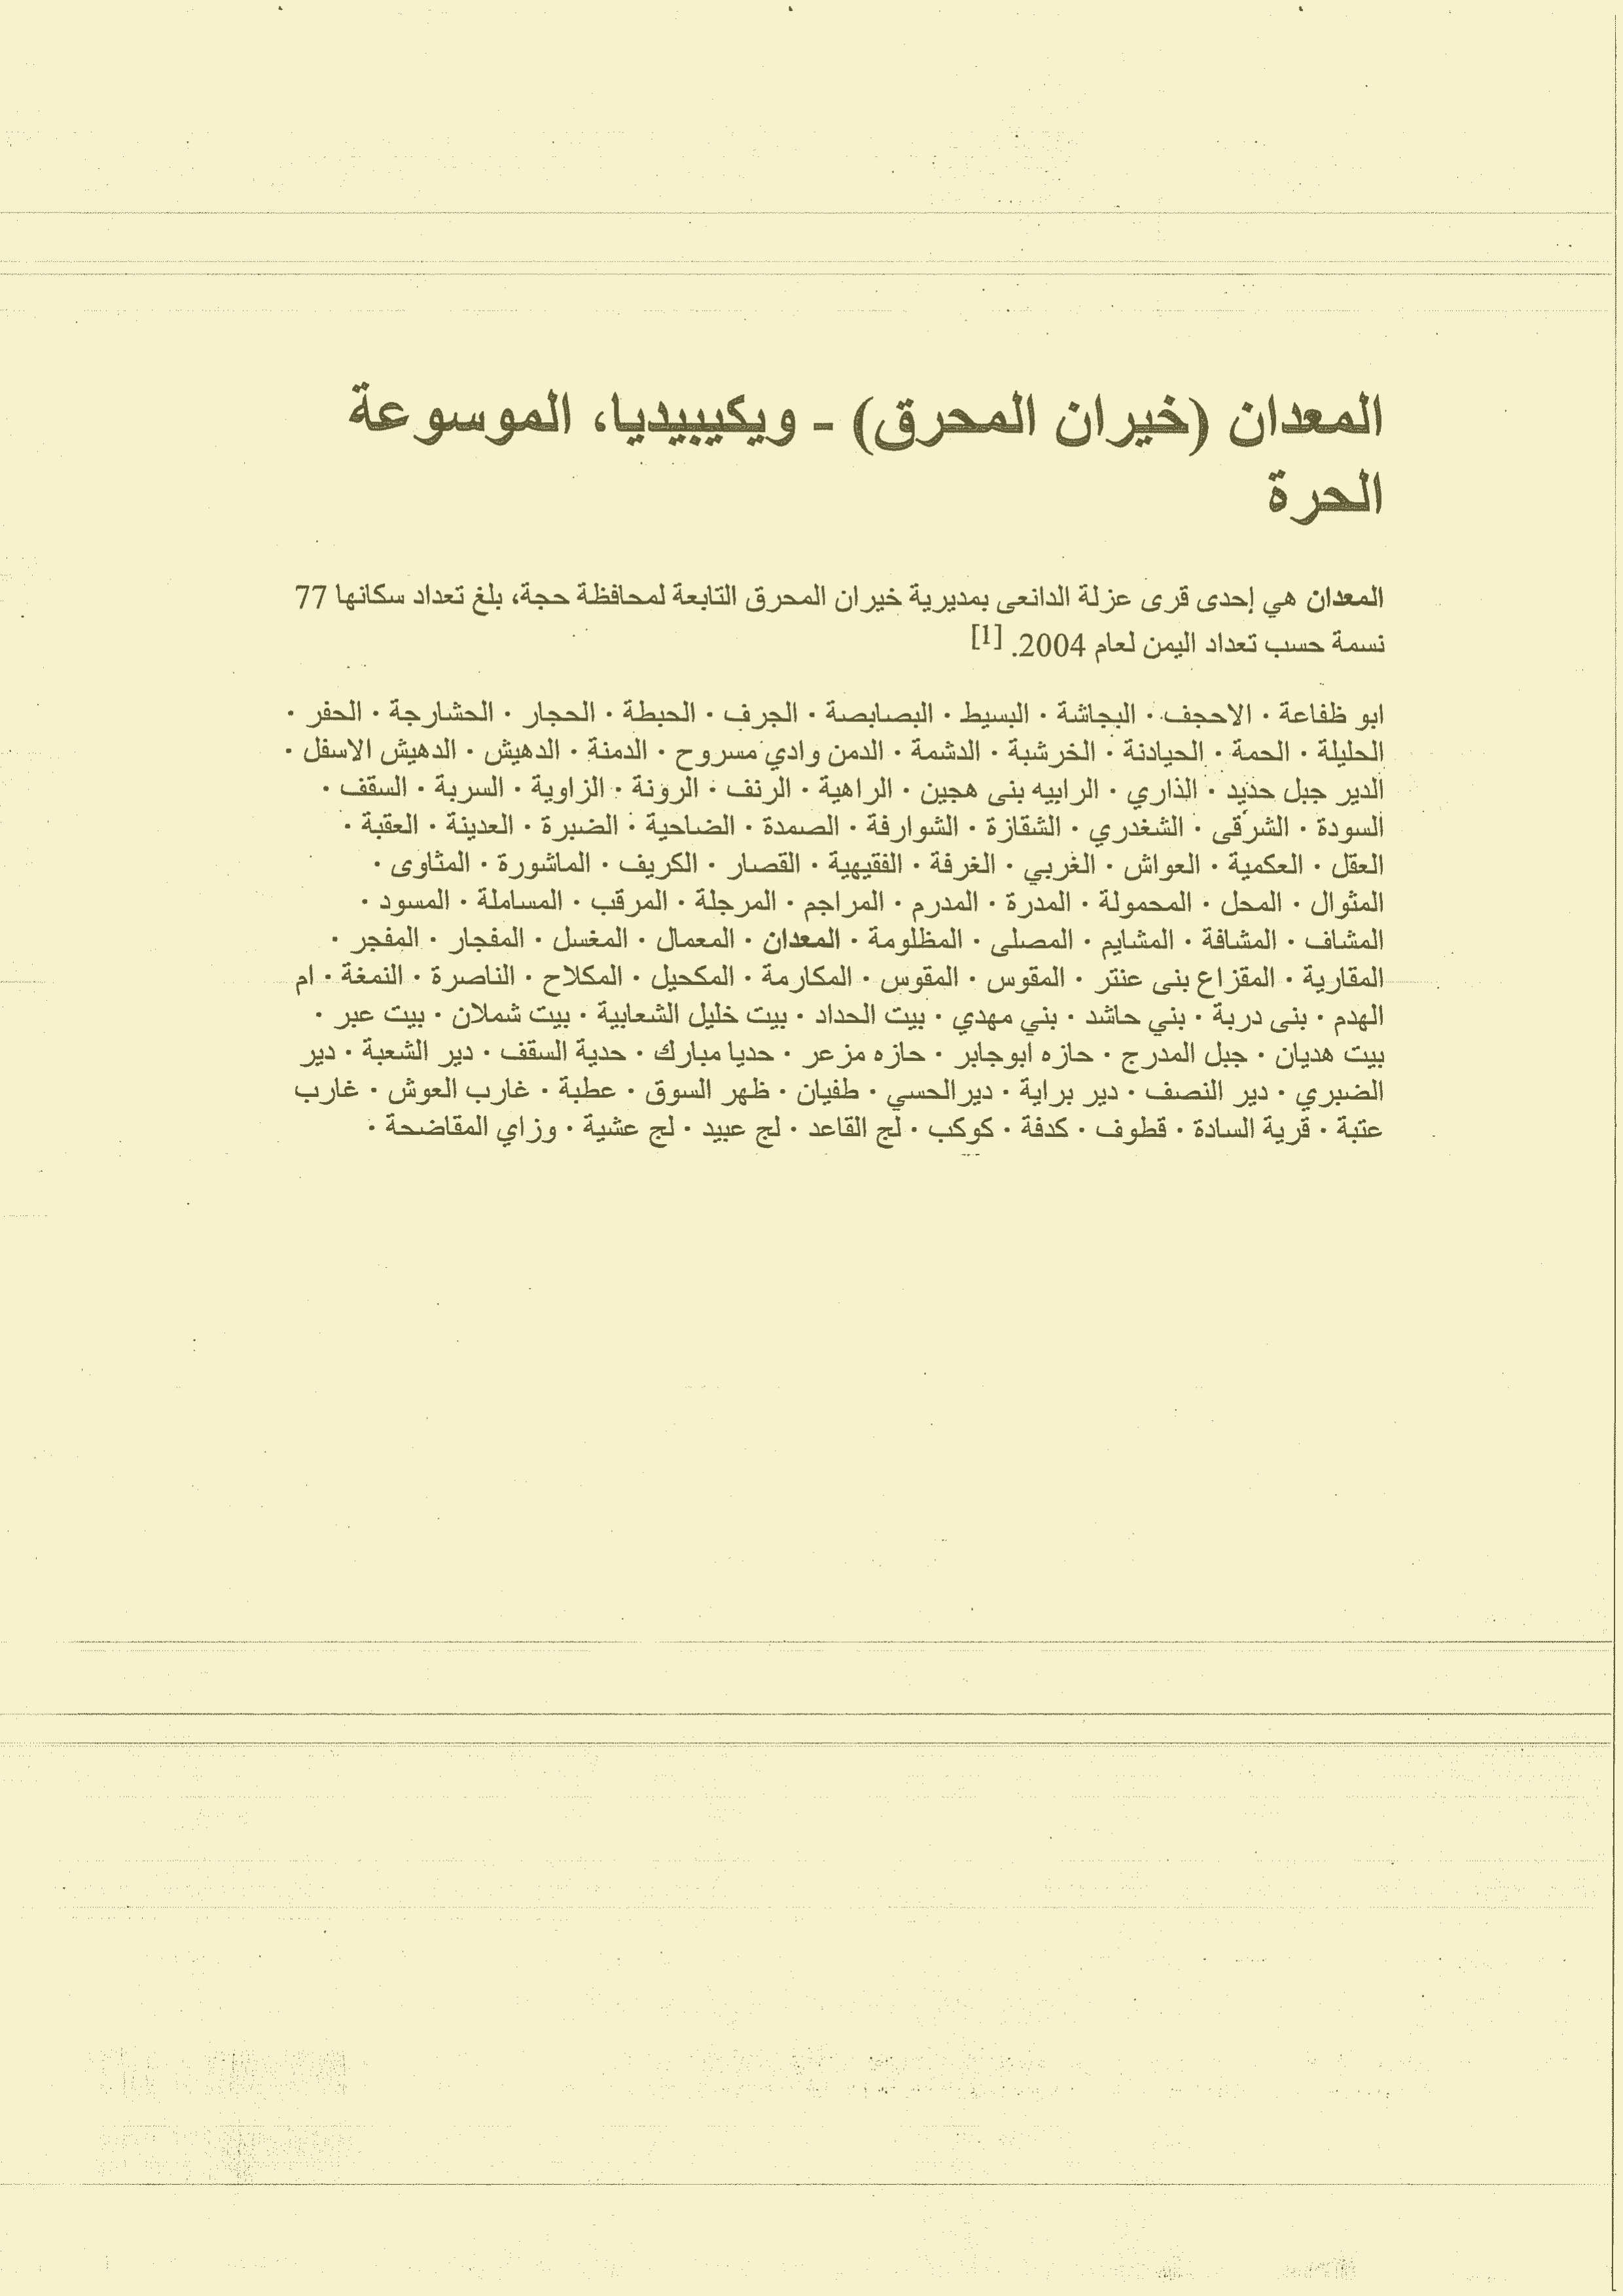 المعدان (خيران المحرق) - ويكيبيديا، الموسوعة
الحرة
المعدان هي إحدى قرى عزلة الدانعى بمديرية خيران المحرق التابعة لمحافظة حجة، بلغ تعداد سكانها 77
نسمة حسب تعداد اليمن لعام 2004. [1]
ابو ظفاعة · الاحجف · البجاشة · البسيط · البصابصة · الجرف · الحبطة · الحجار · الحشارجة · الحفر ·
الحليلة · الحمة · الحيادنة · الخرشبة · الدشمة · الدمن وادي مسروح · الدمنة · الدهيش · الدهيش الاسفل ·
الدير جبل حديد · الذاري · الرابيه بنى هجين · الراهية · الرنف · الرونة · الزاوية · السربة · السقف ·
السودة · الشرقى · الشغدري · الشقازة · الشوارفة · الصمدة · الضاحية · الضبرة · العدينة · العقبة ·
العقل · العكمية · العواش · الغربي · الغرفة · الفقيهية · القصار · الكريف · الماشورة · المثاوى ·
المثوال · المحل · المحمولة · المدرة · المدرم · المراجم · المرجلة · المرقب · المساملة · المسود ·
المشاف · المشافة · المشايم · المصلى · المظلومة · المعدان · المعمال · المغسل · المفجار · المفجر ·
المقارية · المقزاع بنى عنتر · المقوس · المقوس · المكارمة · المكحيل · المكلاح · الناصرة · النمغة · ام
الهدم · بنى دربة · بني حاشد · بني مهدي · بيت الحداد · بيت خليل الشعابية · بيت شملان · بيت عبر ·
بيت هديان · جبل المدرج · حازه ابوجابر · حازه مزعر · حديا مبارك · حدية السقف · دير الشعبة · دير
الضبري · دير النصف · دير براية · ديرالحسي · طفيان · ظهر السوق · عطبة · غارب العوش · غارب
عتبة · قرية السادة · قطوف · كدفة · كوكب · لج القاعد · لج عبيد · لج عشية · وزاي المقاضحة ·